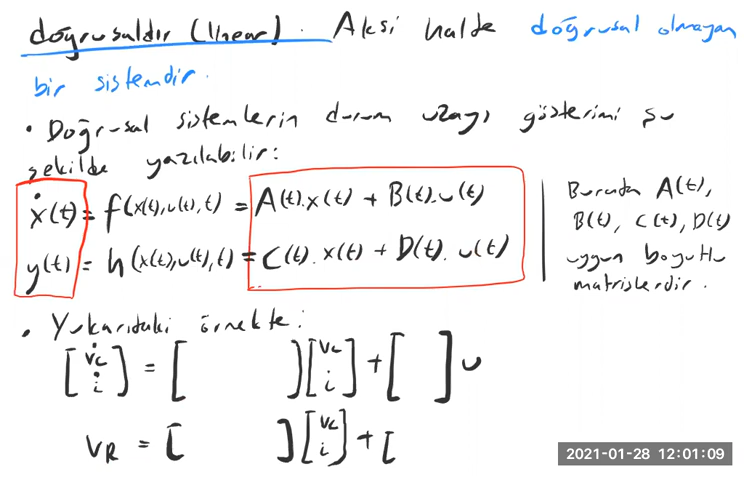 doğrusaldır (linear). Aksi halde doğrusal olmayan
bir sistemdir.
• Doğrusal sistemlerin durum uzayı gösterimi şu
şekilde yazılabilir:
ẋ(t) = f(x(t),u(t),t) = A(t).x(t) + B(t).u(t)
y(t) = h(x(t),u(t),t) = C(t).x(t) + D(t).u(t)
Burada A(t),
B(t), C(t), D(t)
uygun boyutlu
matrislerdir.
• Yukarıdaki örnekte:
[v̇c i̇] = [ ][vc i] + [ ]u
VR = [ ][vc i] + [
2021-01-28 12:01:09